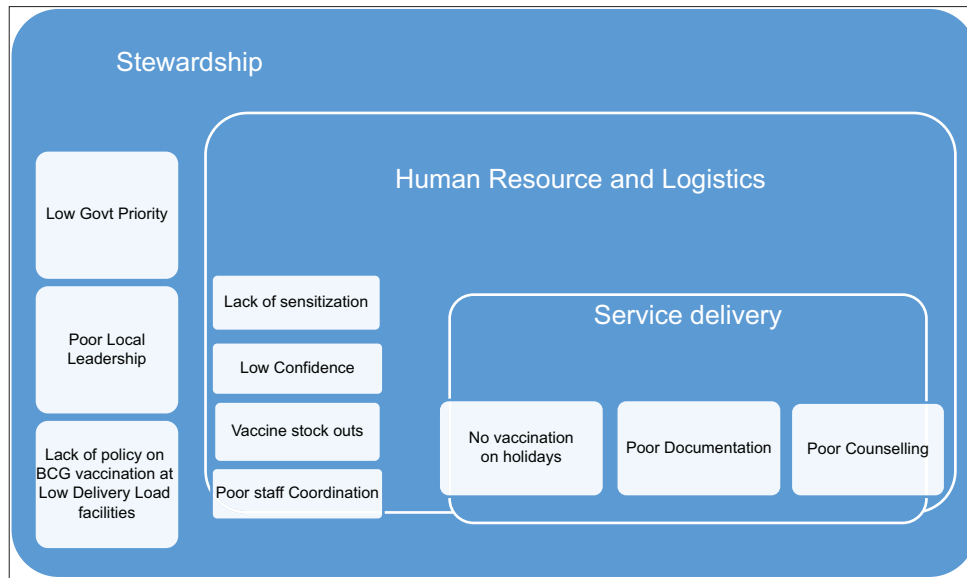 Stewardship
Low Govt Priority
Poor Local
Leadership
Lack of policy on
BCG vaccination at
Low Delivery Load
facilities
Human Resource and Logistics
Lack of sensitization
Low Confidence
Vaccine stock outs
Poor staff Coordination
Service delivery
No vaccination
on holidays
Poor Documentation
Poor Counselling